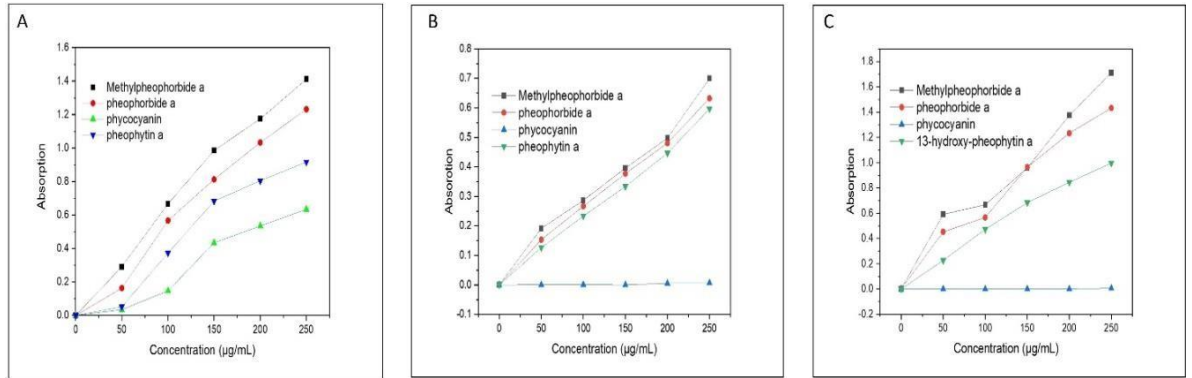 A
1.6
1.4
1.2
1.0
0.8
0.6
0.4
0.2
0.0
Absorption
Methylpheophorbide a
pheophorbide a
phycocyanin
pheophytin a
0 50 100 150 200 250
Concentration (µg/mL)
B
0.8
0.7
0.6
0.5
0.4
0.3
0.2
0.1
0.0
-0.1
Absorotion
Methylpheophorbide a
pheophorbide a
phycocyanin
pheophytin a
0 50 100 150 200 250
Concentration (µg/mL)
C
1.8
1.6
1.4
1.2
1.0
0.8
0.6
0.4
0.2
0.0
-0.2
Absorption
Methylpheophorbide a
pheophorbide a
phycocyanin
13-hydroxy-pheophytin a
0 50 100 150 200 250
Concentration (µg/mL)